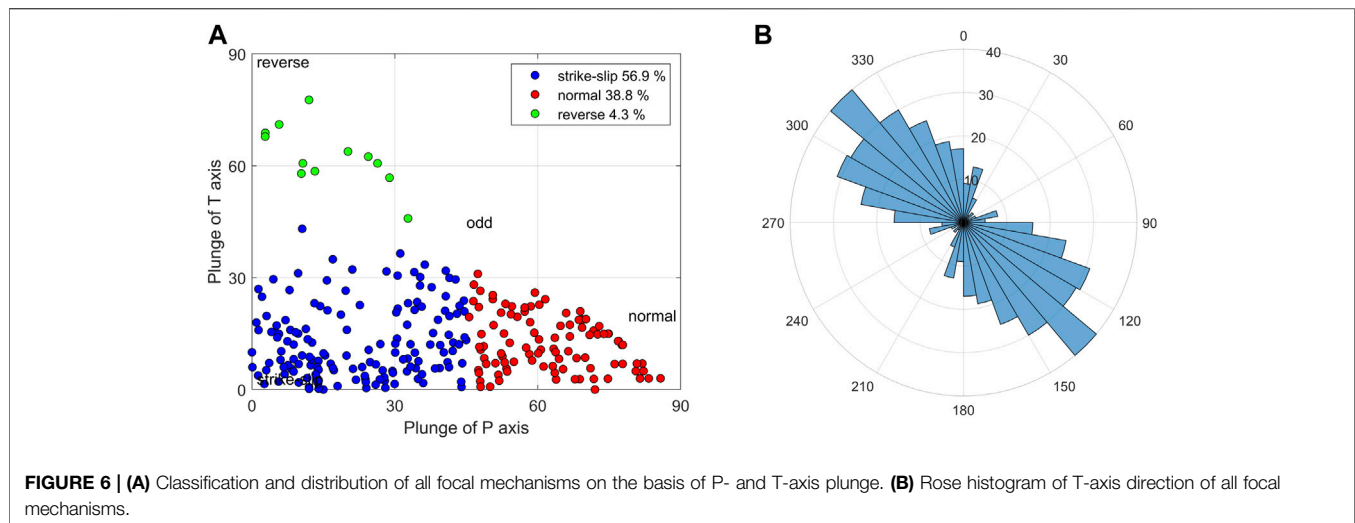 A
90
reverse
strike-slip 56.9 %
normal 38.8 %
reverse 4.3 %
60
odd
30
normal
strike-slip
0
0
30
60
90
Plunge of T axis
Plunge of P axis
B
0
30
60
90
120
150
180
210
240
270
300
330
40
30
20
10
FIGURE 6 | (A) Classification and distribution of all focal mechanisms on the basis of P- and T-axis plunge. (B) Rose histogram of T-axis direction of all focal
mechanisms.